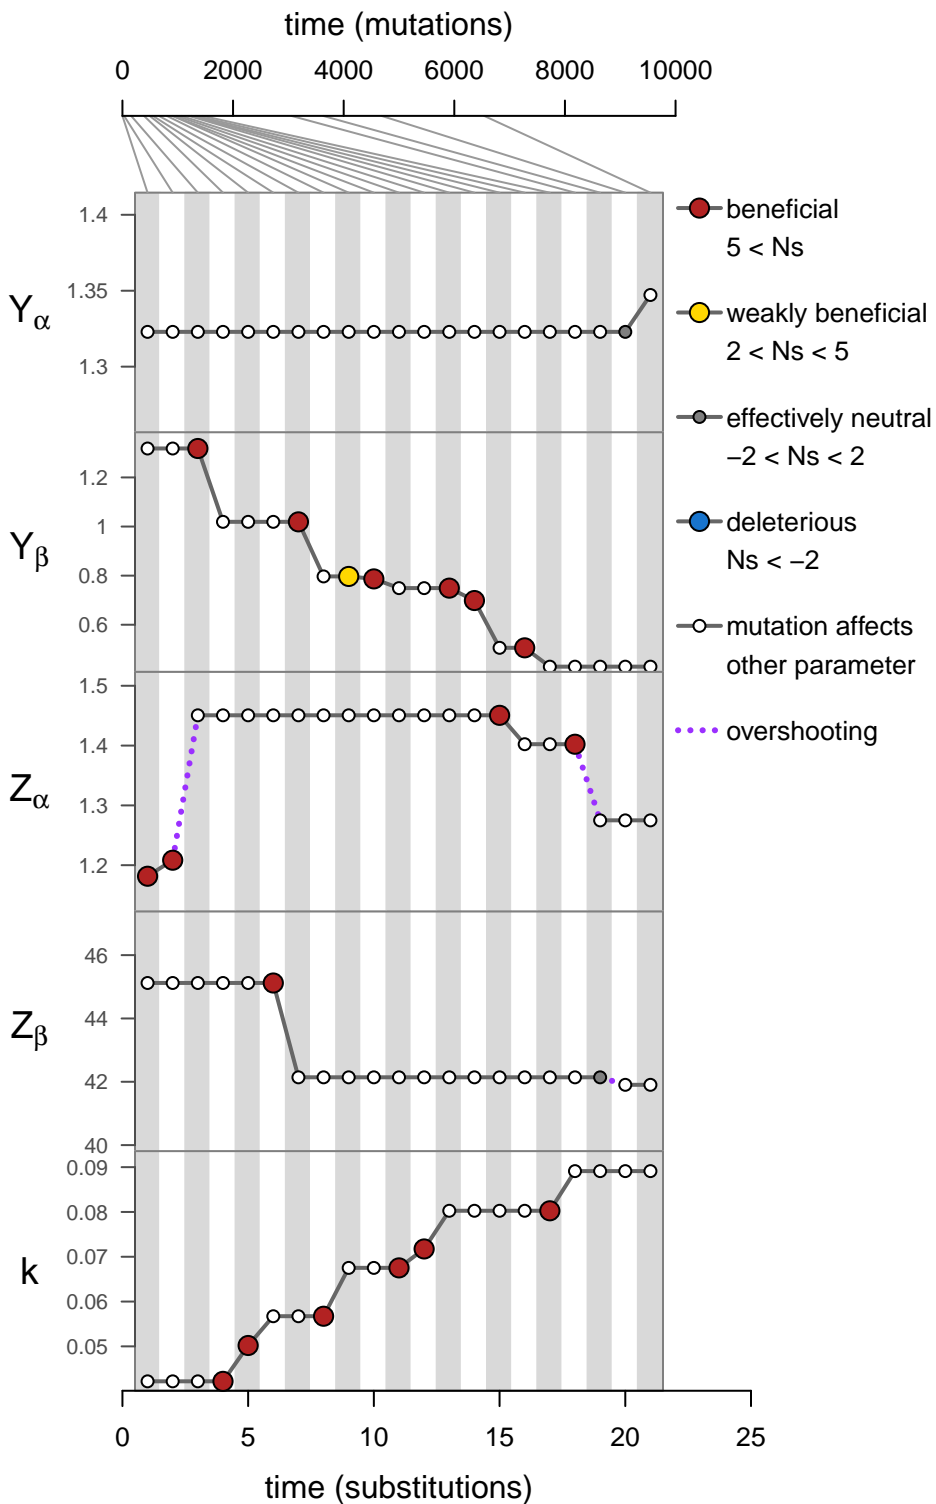 time (mutations)
0 2000 4000 6000 8000 10000
Yα
1.4
1.35
1.3
beneficial
5 < Ns
weakly beneficial
2 < Ns < 5
effectively neutral
−2 < Ns < 2
deleterious
Ns < −2
mutation affects
other parameter
overshooting
Yβ
1.2
1
0.8
0.6
Zα
1.5
1.4
1.3
1.2
Zβ
46
44
42
40
k
0.09
0.08
0.07
0.06
0.05
0 5 10 15 20 25
time (substitutions)